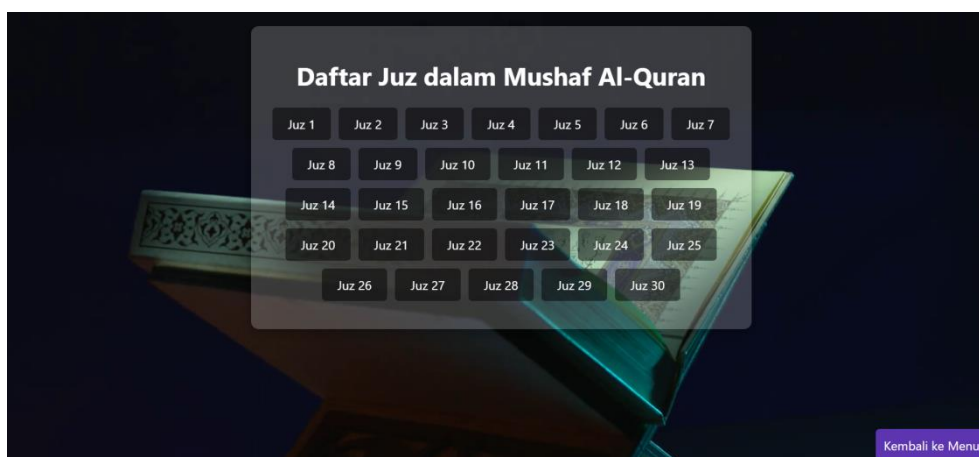 Daftar Juz dalam Mushaf Al-Quran
Juz 1 Juz 2 Juz 3 Juz 4 Juz 5 Juz 6 Juz 7
Juz 8 Juz 9 Juz 10 Juz 11 Juz 12 Juz 13
Juz 14 Juz 15 Juz 16 Juz 17 Juz 18 Juz 19
Juz 20 Juz 21 Juz 22 Juz 23 Juz 24 Juz 25
Juz 26 Juz 27 Juz 28 Juz 29 Juz 30
Kembali ke Menu